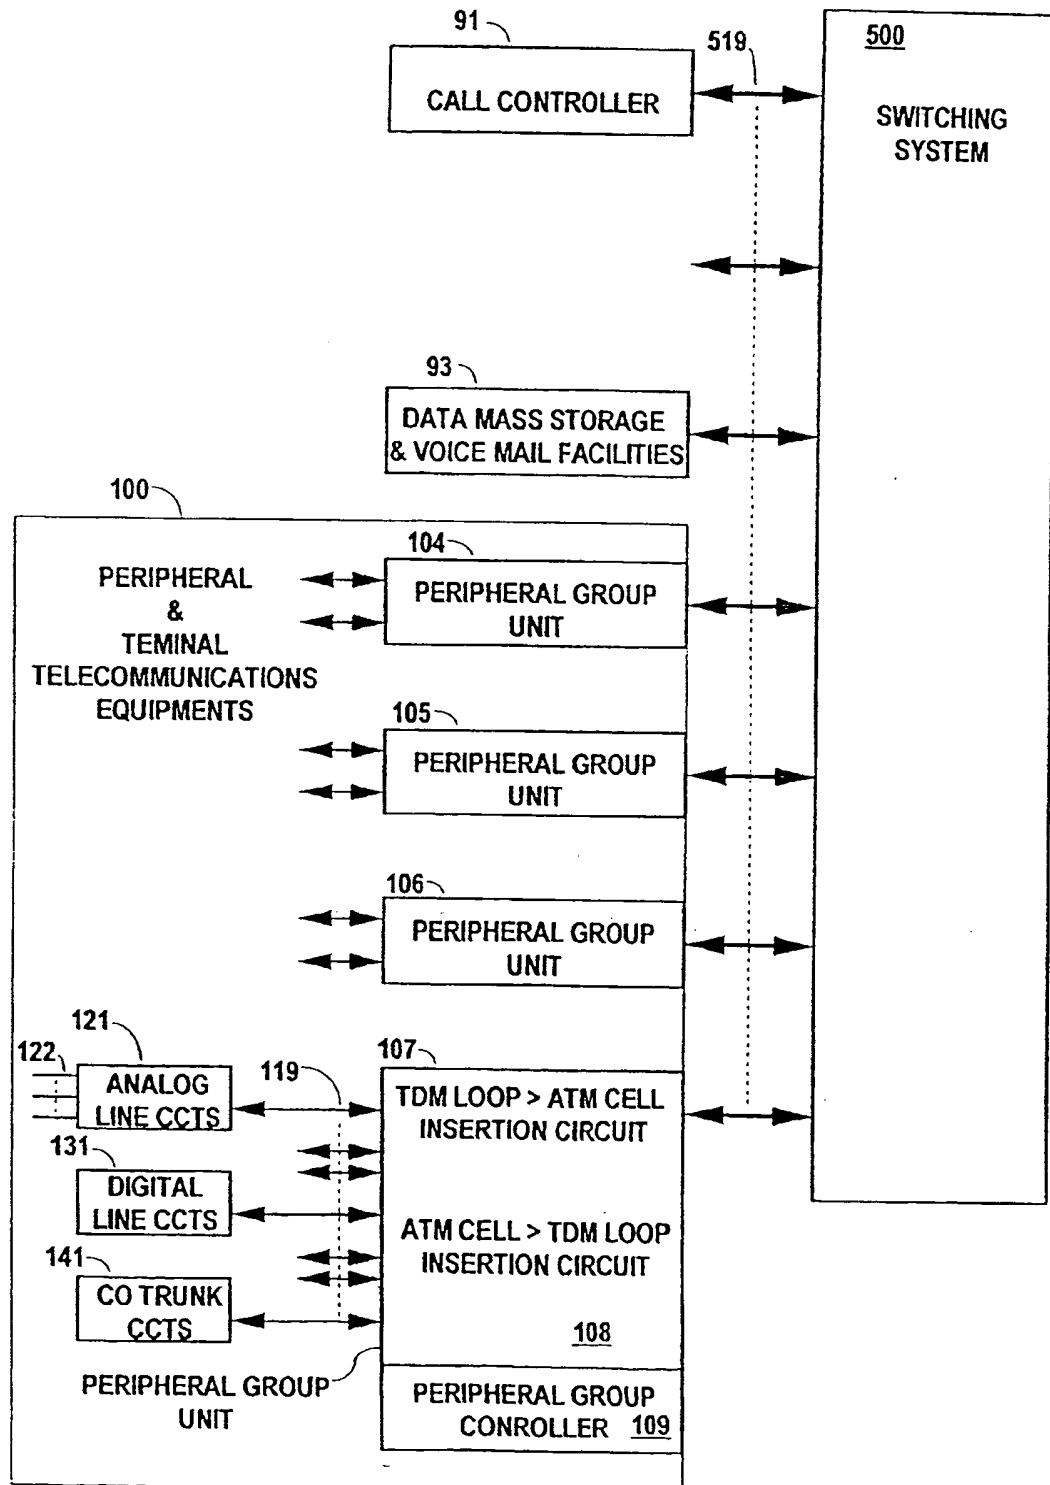 91
CALL CONTROLLER
519
500
SWITCHING
SYSTEM
93
DATA MASS STORAGE
& VOICE MAIL FACILITIES
100
PERIPHERAL
&
TEMINAL
TELECOMMUNICATIONS
EQUIPMENTS
104
PERIPHERAL GROUP
UNIT
105
PERIPHERAL GROUP
UNIT
106
PERIPHERAL GROUP
UNIT
121
122
ANALOG
LINE CCTS
119
107
TDM LOOP > ATM CELL
INSERTION CIRCUIT
131
DIGITAL
LINE CCTS
ATM CELL > TDM LOOP
INSERTION CIRCUIT
141
CO TRUNK
CCTS
108
PERIPHERAL GROUP
UNIT
PERIPHERAL GROUP
CONROLLER 109